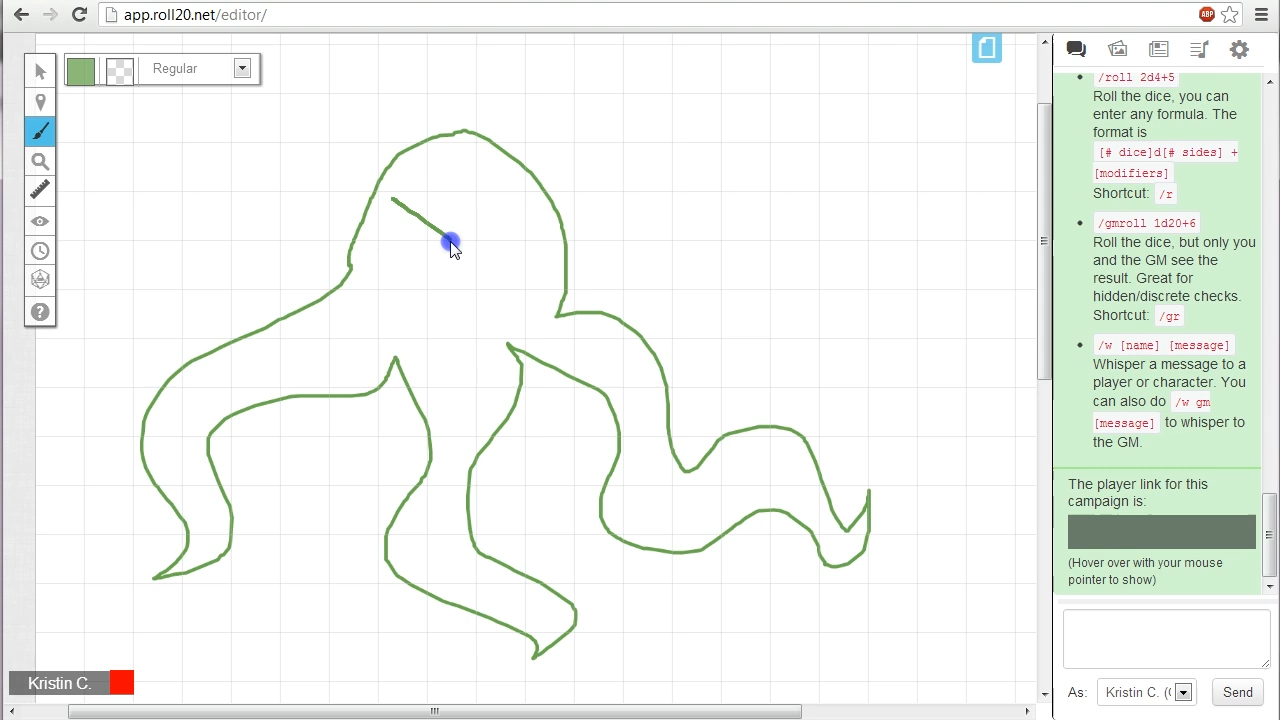 app.roll20.net/editor/
ABP
Regular
/roll 2d4+5
Roll the dice, you can
enter any formula. The
format is
[# dice]d[# sides] +
[modifiers]
Shortcut: /r
/gmroll 1d20+6
Roll the dice, but only you
and the GM see the
result. Great for
hidden/discrete checks.
Shortcut: /gr
/w [name] [message]
Whisper a message to a
player or character. You
can also do /w gm
[message] to whisper to
the GM.
The player link for this
campaign is:
(Hover over with your mouse
pointer to show)
As: Kristin C. (
Send
Kristin C.